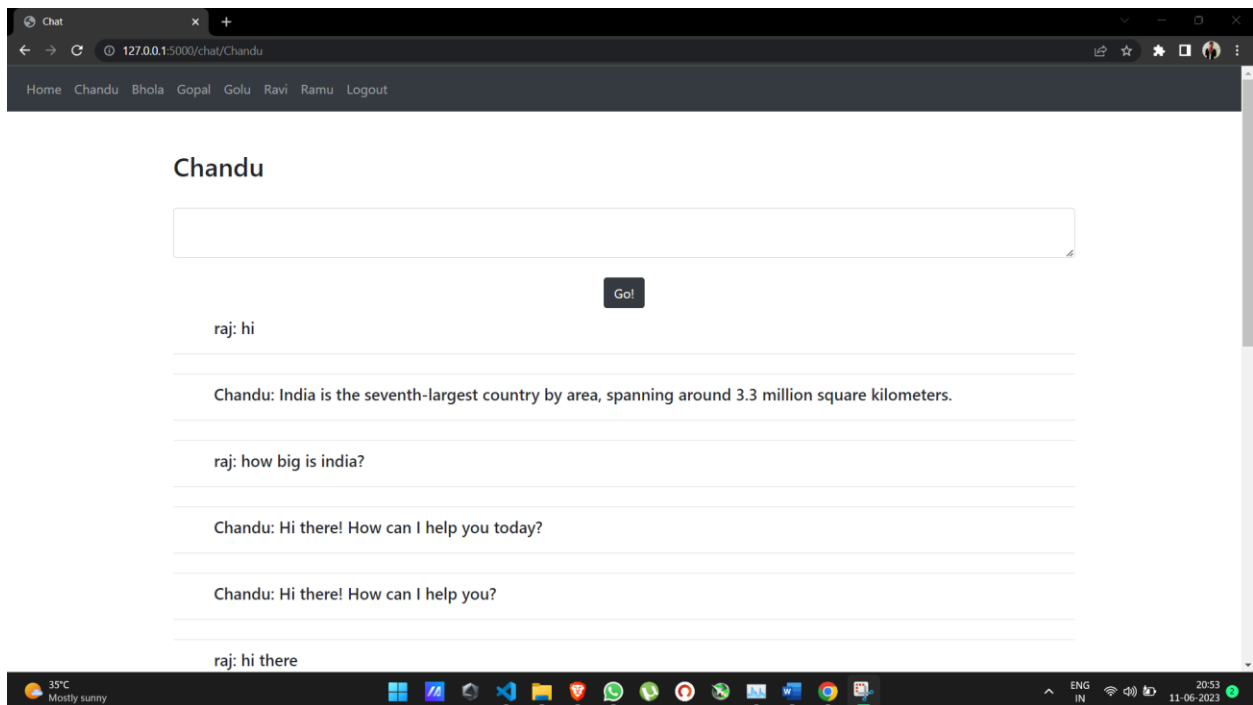 Chat
127.0.0.1:5000/chat/Chandu
Home Chandu Bhola Gopal Golu Ravi Ramu Logout
Chandu
Go!
raj: hi
Chandu: India is the seventh-largest country by area, spanning around 3.3 million square kilometers.
raj: how big is india?
Chandu: Hi there! How can I help you today?
Chandu: Hi there! How can I help you?
raj: hi there
35°C
Mostly sunny
ENG
IN
20:53
11-06-2023
2